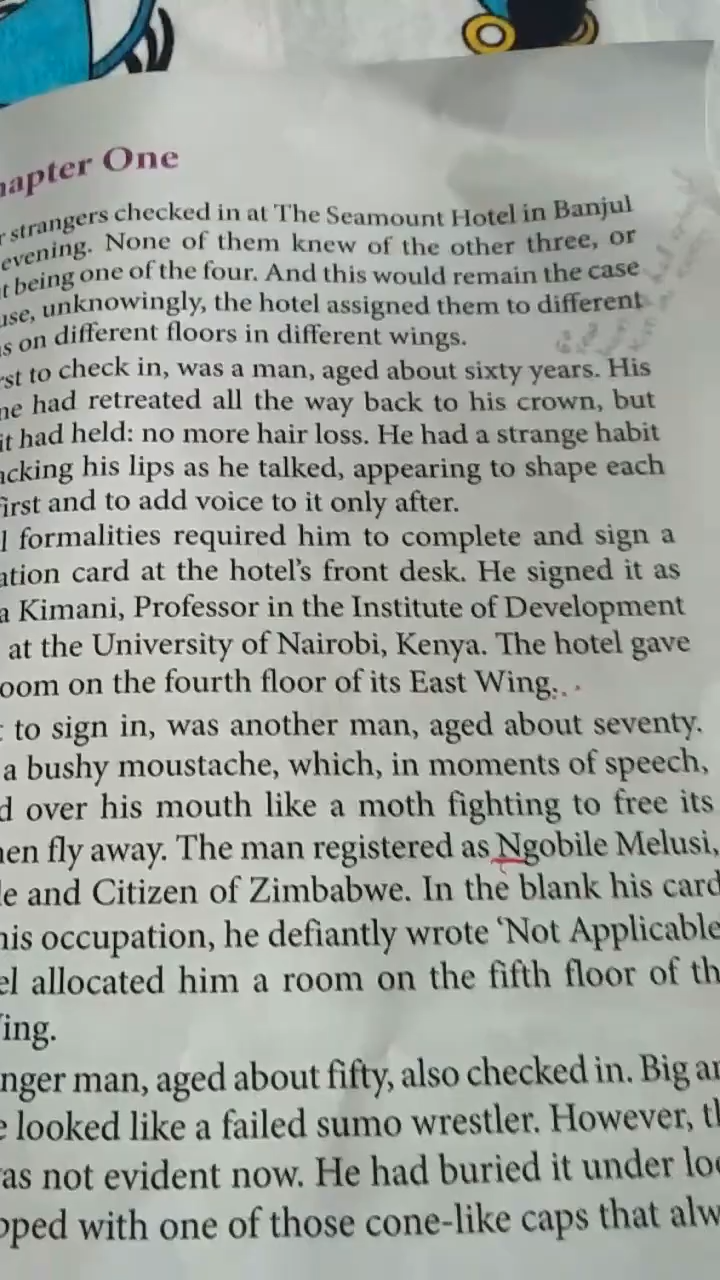 hapter One
r strangers checked in at The Seamount Hotel in Banjul
evening. None of them knew of the other three, or
t being one of the four. And this would remain the case
use, unknowingly, the hotel assigned them to different
s on different floors in different wings.
rst to check in, was a man, aged about sixty years. His
ne had retreated all the way back to his crown, but
it had held: no more hair loss. He had a strange habit
acking his lips as he talked, appearing to shape each
first and to add voice to it only after.
l formalities required him to complete and sign a
ation card at the hotel's front desk. He signed it as
a Kimani, Professor in the Institute of Development
at the University of Nairobi, Kenya. The hotel gave
oom on the fourth floor of its East Wing.
t to sign in, was another man, aged about seventy.
a bushy moustache, which, in moments of speech,
d over his mouth like a moth fighting to free its
hen fly away. The man registered as Ngobile Melusi,
le and Citizen of Zimbabwe. In the blank his card
his occupation, he defiantly wrote 'Not Applicable
el allocated him a room on the fifth floor of th
Wing.
nger man, aged about fifty, also checked in. Big an
e looked like a failed sumo wrestler. However, th
as not evident now. He had buried it under loo
pped with one of those cone-like caps that alw